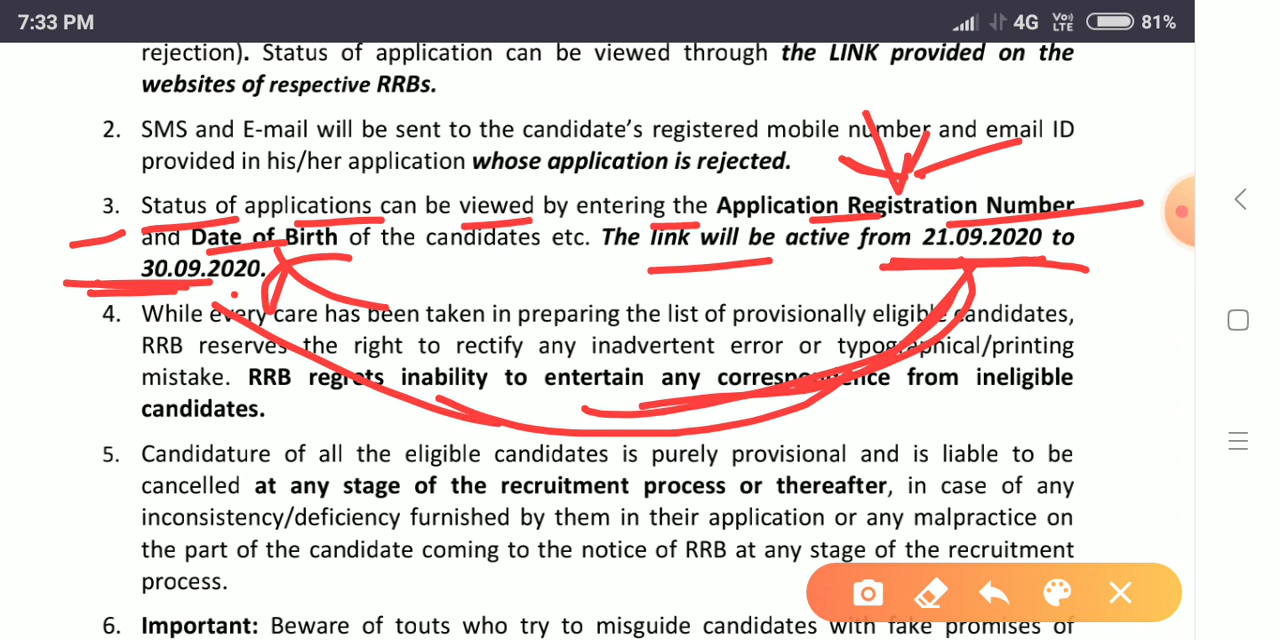 7:33 PM
4G Vo)) LTE 81%
rejection). Status of application can be viewed through the LINK provided on the
websites of respective RRBs.
2. SMS and E-mail will be sent to the candidate's registered mobile number and email ID
provided in his/her application whose application is rejected.
3. Status of applications can be viewed by entering the Application Registration Number
and Date of Birth of the candidates etc. The link will be active from 21.09.2020 to
30.09.2020.
4. While every care has been taken in preparing the list of provisionally eligible candidates,
RRB reserves the right to rectify any inadvertent error or typographical/printing
mistake. RRB regrets inability to entertain any correspondence from ineligible
candidates.
5. Candidature of all the eligible candidates is purely provisional and is liable to be
cancelled at any stage of the recruitment process or thereafter, in case of any
inconsistency/deficiency furnished by them in their application or any malpractice on
the part of the candidate coming to the notice of RRB at any stage of the recruitment
process.
6. Important: Beware of touts who try to misguide candidates with fake promises of